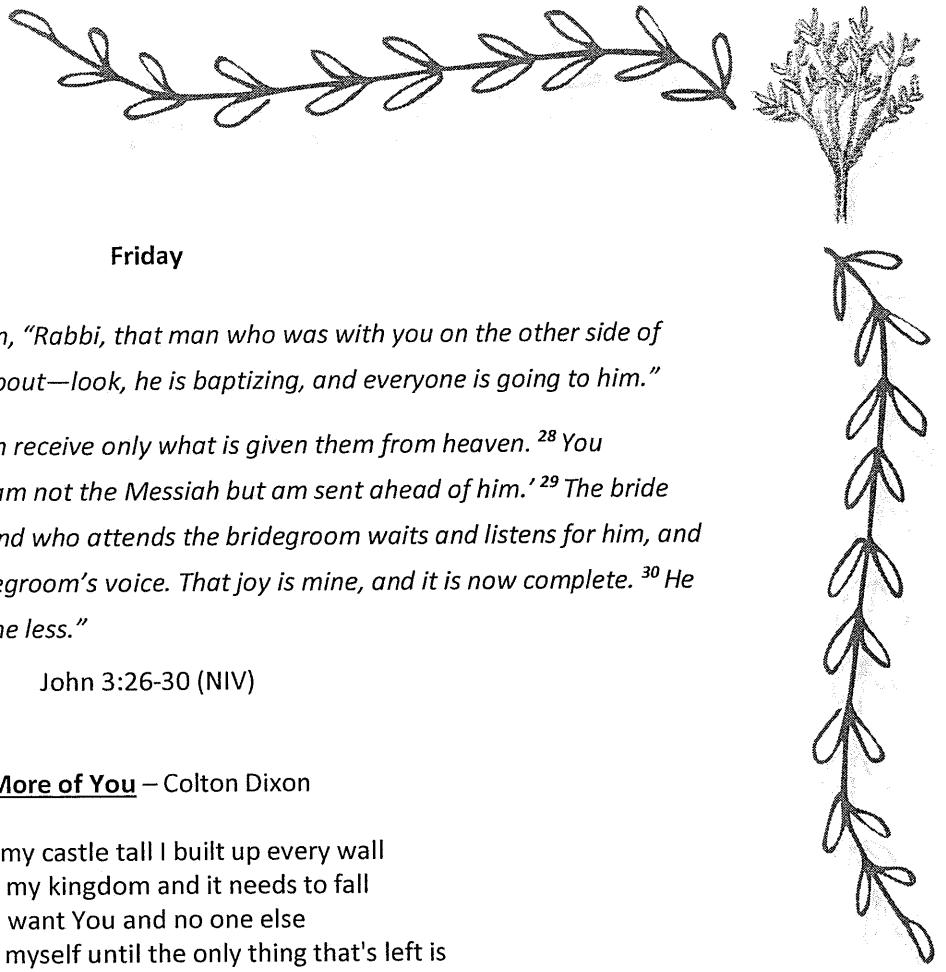 Friday
n, “Rabbi, that man who was with you on the other side of
bout—look, he is baptizing, and everyone is going to him.”
n receive only what is given them from heaven. 28 You
am not the Messiah but am sent ahead of him.’ 29 The bride
nd who attends the bridegroom waits and listens for him, and
egroom’s voice. That joy is mine, and it is now complete. 30 He
ne less.”
John 3:26-30 (NIV)
More of You – Colton Dixon
my castle tall I built up every wall
my kingdom and it needs to fall
want You and no one else
myself until the only thing that's left is